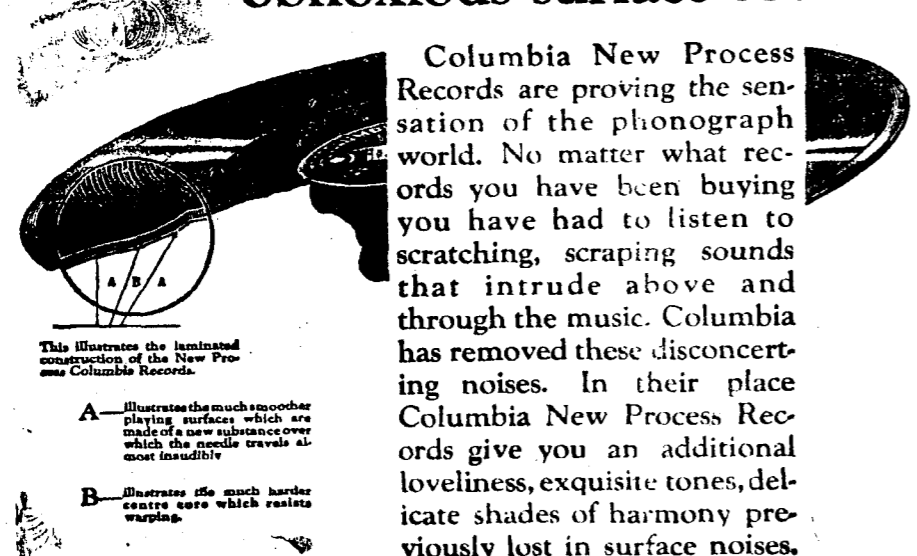 obnoxious surface
Columbia New Process
Records are proving the sen-
sation of the phonograph
world. No matter what rec-
ords you have been buying
you have had to listen to
scratching, scraping sounds
that intrude above and
through the music. Columbia
has removed these disconcert-
ing noises. In their place
Columbia New Process Rec-
ords give you an additional
loveliness, exquisite tones, del-
icate shades of harmony pre-
viously lost in surface noises.
A B A
This illustrates the laminated
construction of the New Pro-
cess Columbia Records.
A—Illustrates the much smoother
playing surfaces which are
made of a new substance over
which the needle travels al-
most inaudibly
B—Illustrates the much harder
centre core which resists
warping.